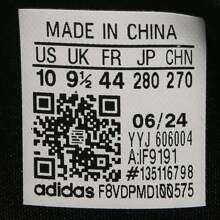 MADE IN CHINA
US UK FR JP CHN
10 9½ 44 280 270
06/24
YYJ 606004
A:IF9191
#135116798
adidas F8VDPMD100575